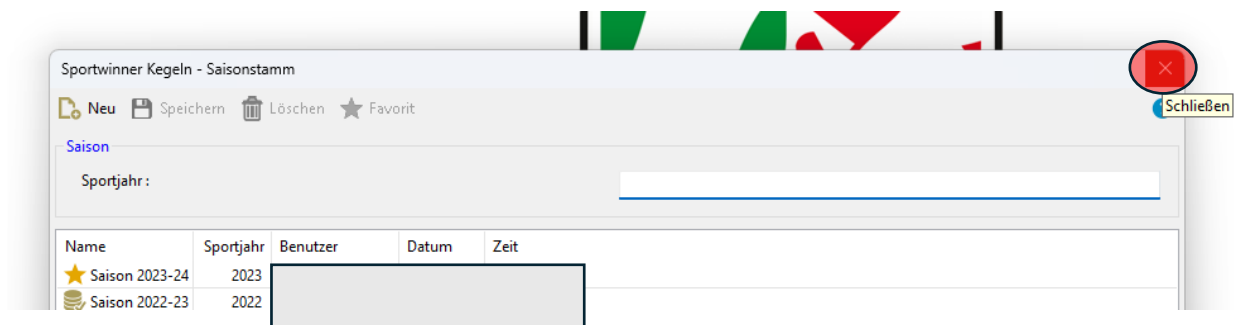 Sportwinner Kegeln - Saisonstamm
Neu Speichern Löschen Favorit
Schließen
Saison
Sportjahr :
Name Sportjahr Benutzer Datum Zeit
Saison 2023-24 2023
Saison 2022-23 2022